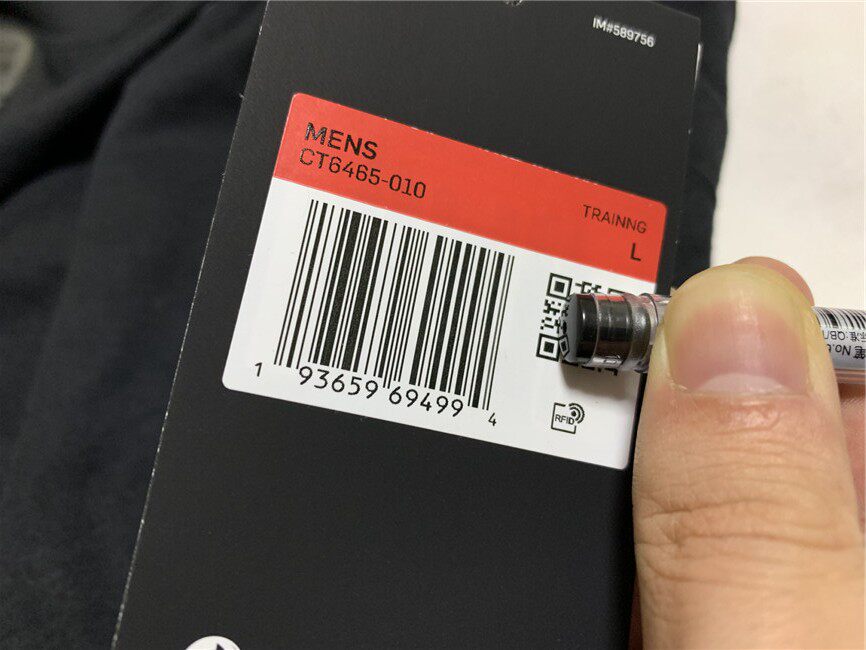 IM#589756
MENS
CT6465-010
TRAINNG
L
1 93659 69499 4
RFID